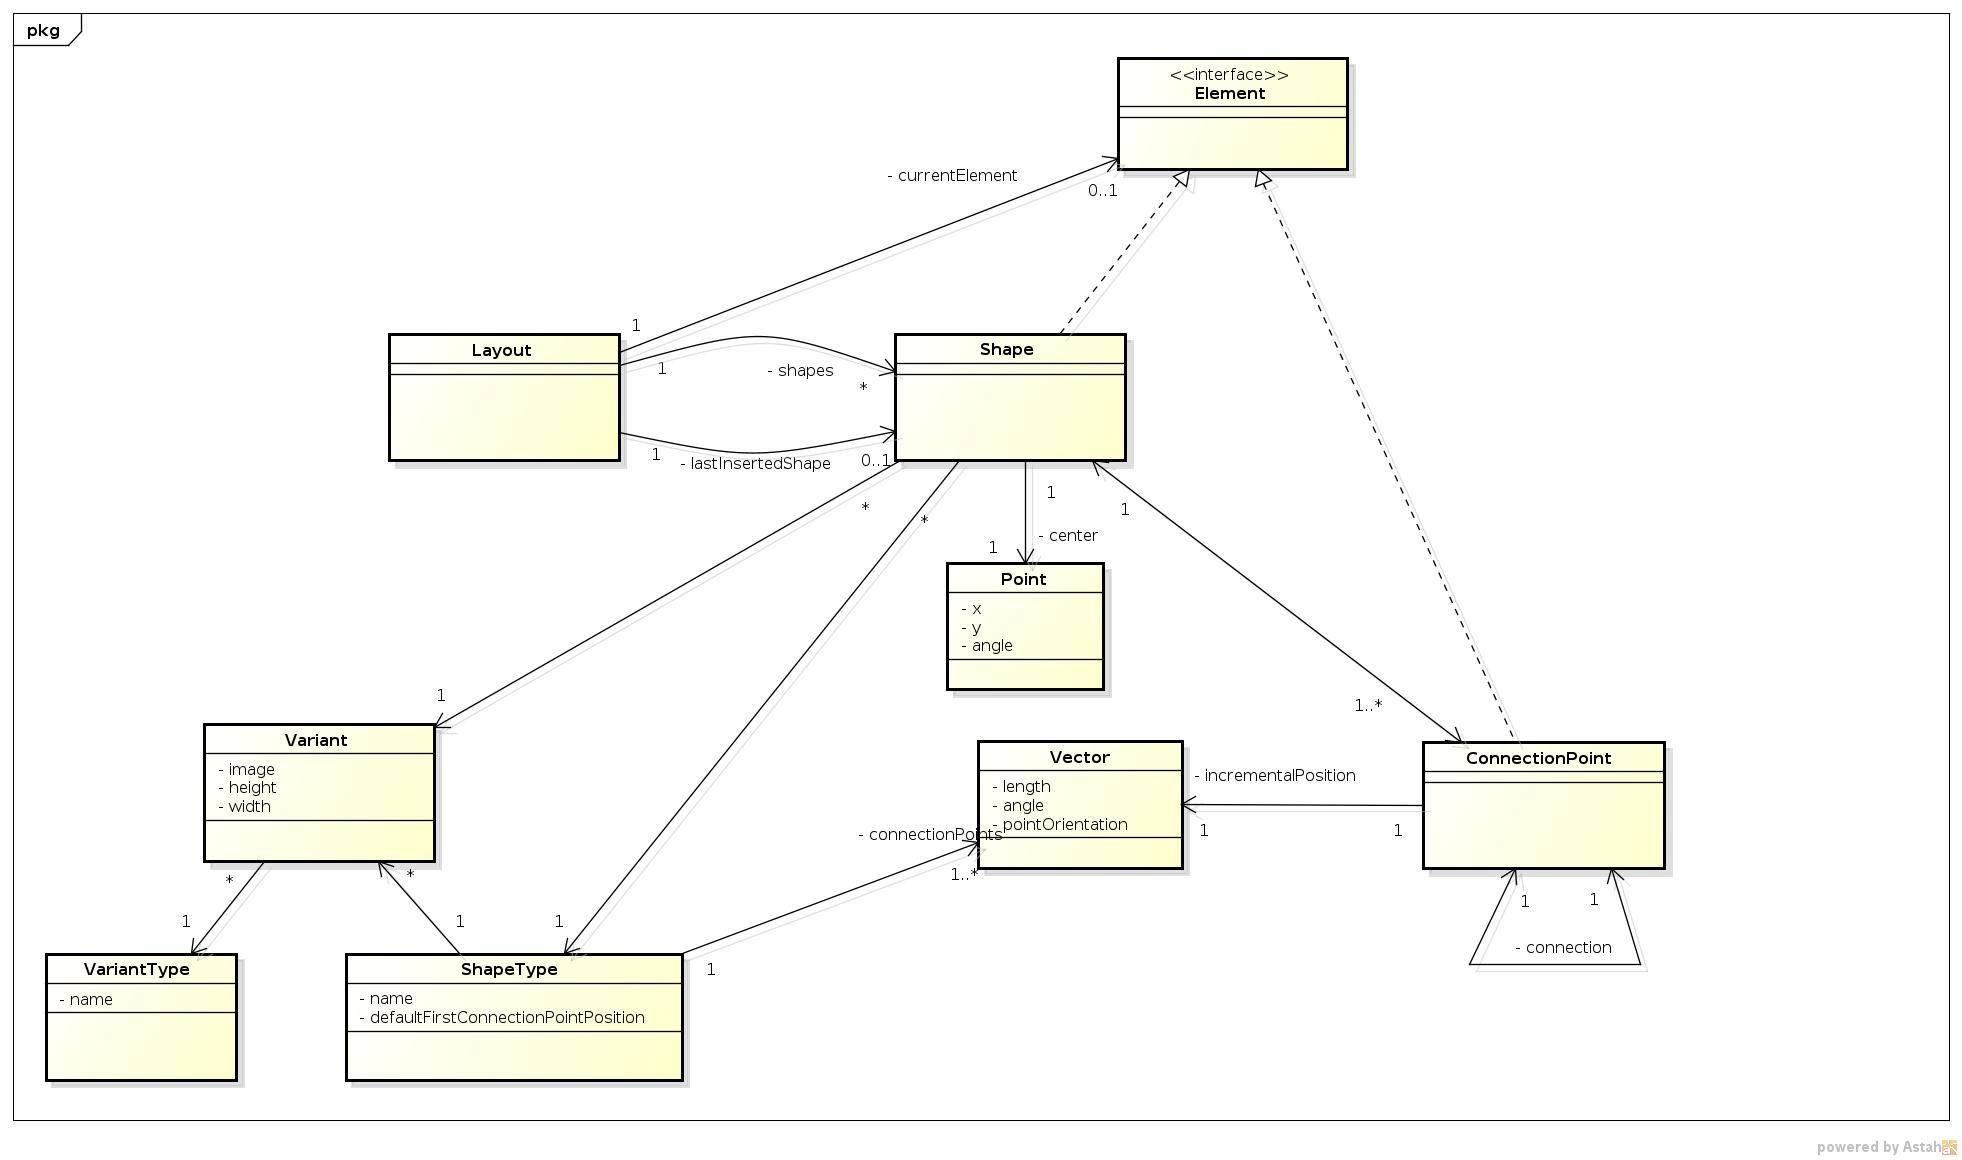 pkg
<<interface>>
Element
- currentElement
0..1
1
Layout
1
- shapes
*
Shape
1
- lastInsertedShape
0..1
*
*
1
1
- center
1
Point
- x
- y
- angle
1
1..*
Variant
- image
- height
- width
Vector
- length
- angle
- pointOrientation
- incrementalPosition
1
1
ConnectionPoint
- connectionPoints
1..*
*
1
*
1
1
1
1
1
- connection
VariantType
- name
ShapeType
- name
- defaultFirstConnectionPointPosition
powered by Astah